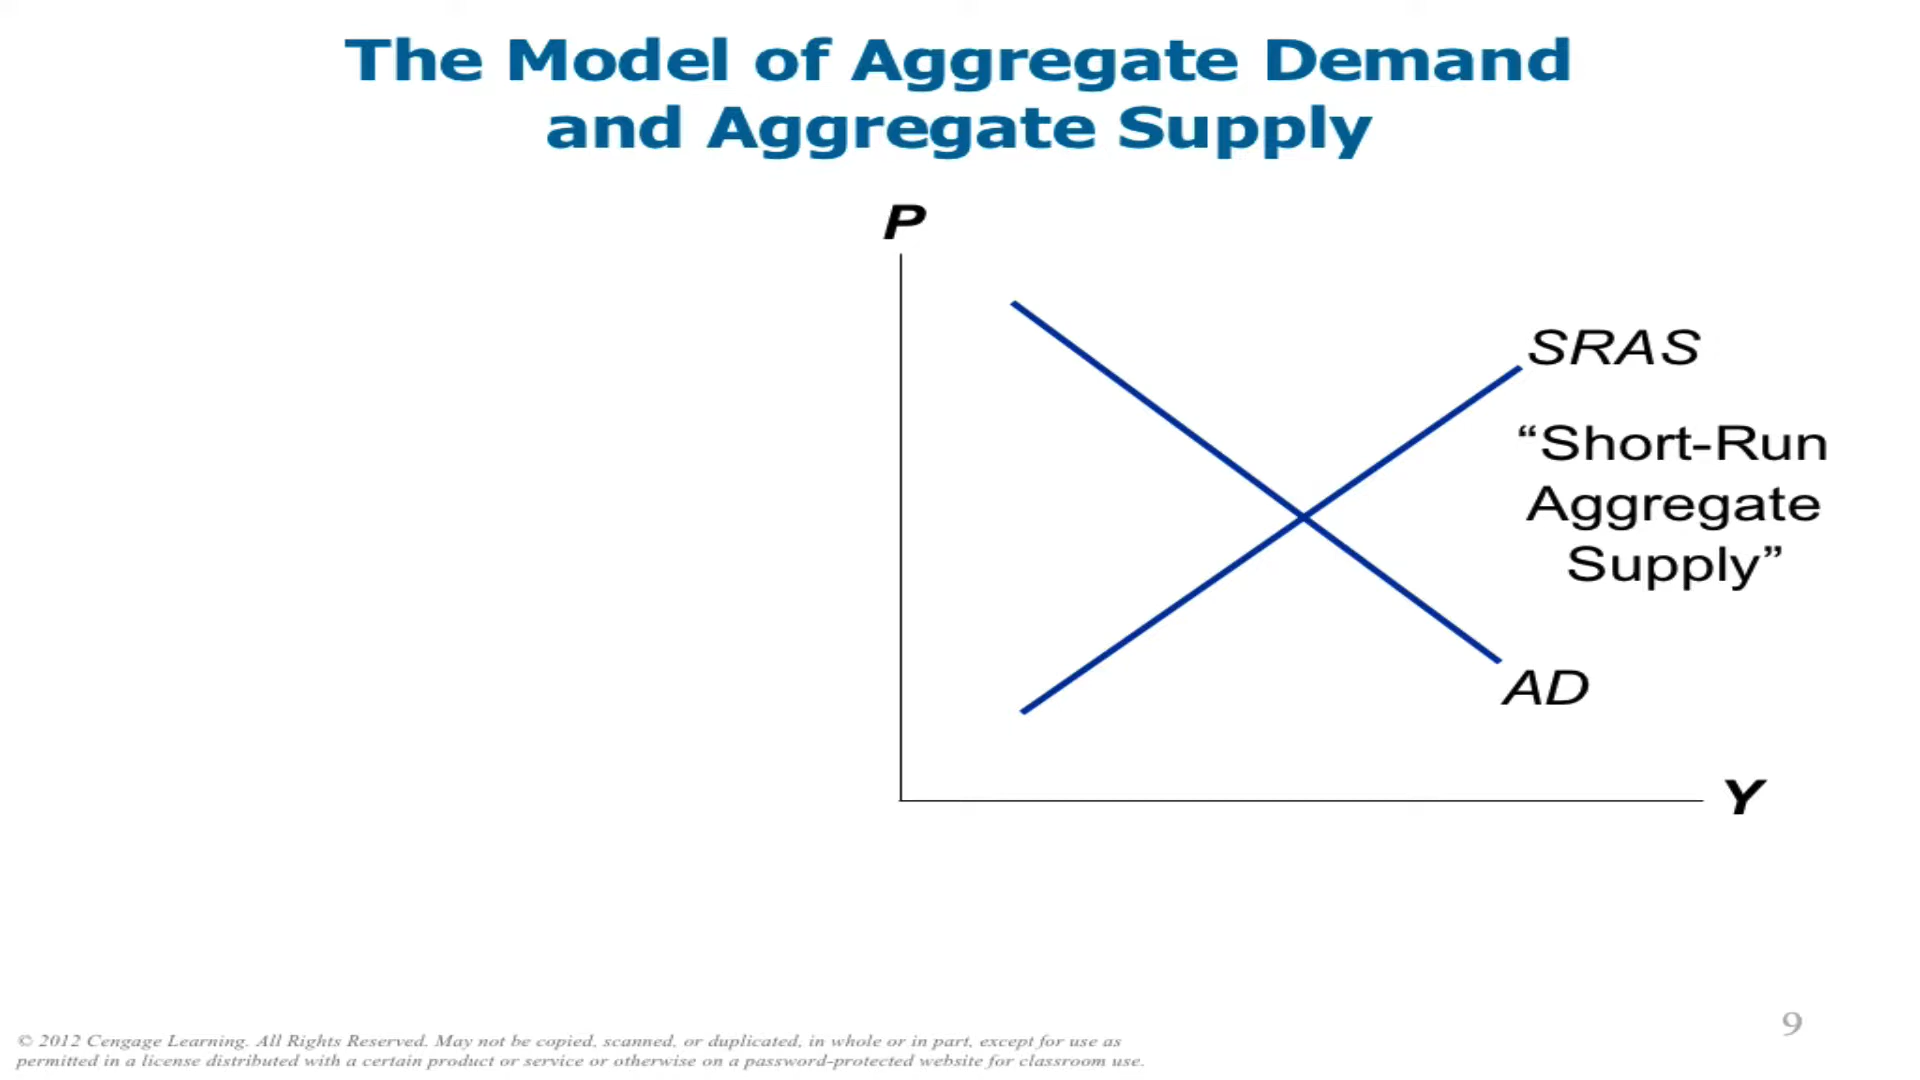 The Model of Aggregate Demand
and Aggregate Supply
P
SRAS
“Short-Run
Aggregate
Supply”
AD
Y
9
© 2012 Cengage Learning. All Rights Reserved. May not be copied, scanned, or duplicated, in whole or in part, except for use as
permitted in a license distributed with a certain product or service or otherwise on a password-protected website for classroom use.